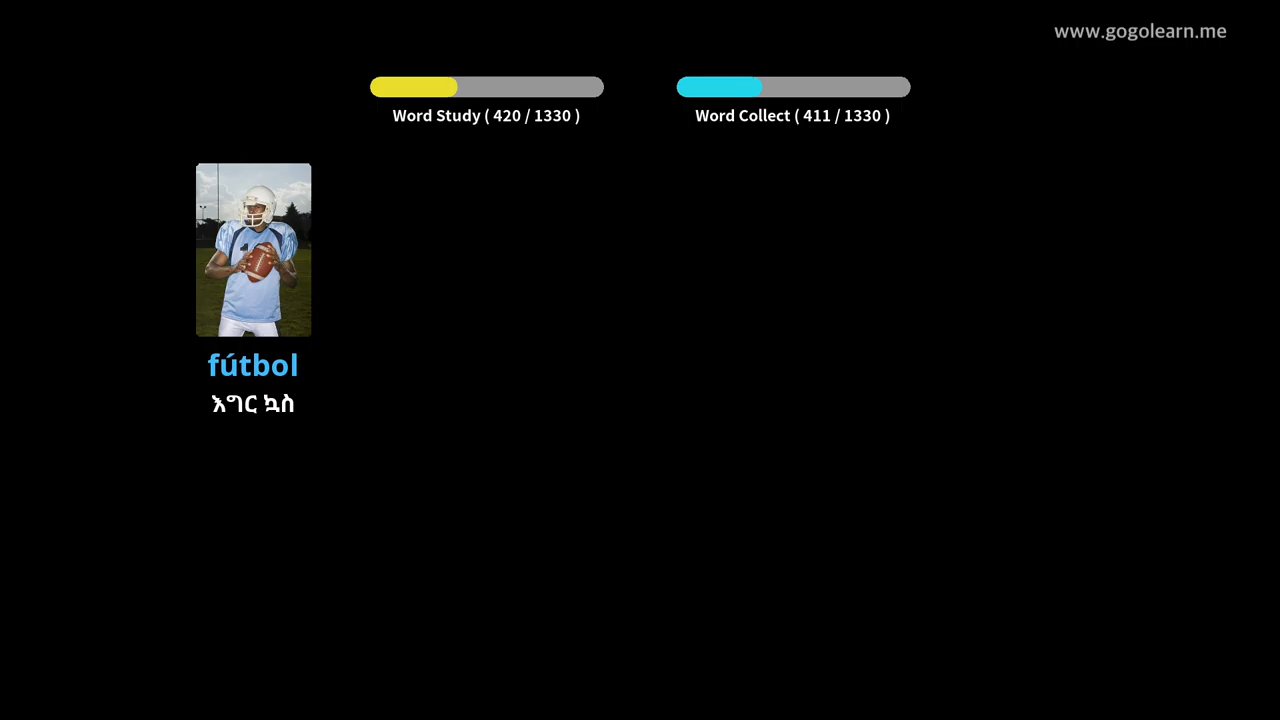 www.gogolearn.me
Word Study ( 420 / 1330 )
Word Collect ( 411 / 1330 )
fútbol
እግር ኳስ